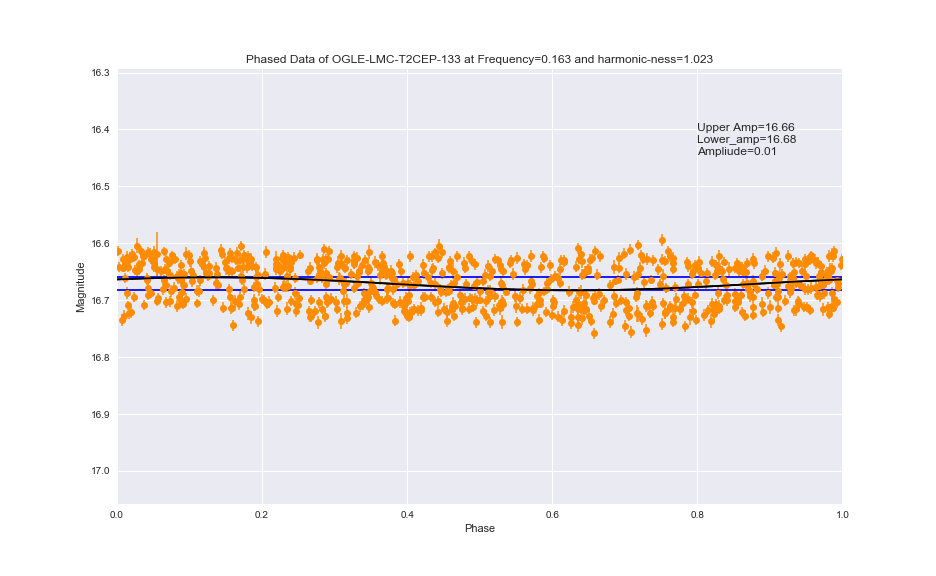 Phased Data of OGLE-LMC-T2CEP-133 at Frequency=0.163 and harmonic-ness=1.023
16.3
16.4
16.5
16.6
16.7
16.8
16.9
17.0
Magnitude
Upper Amp=16.66
Lower_amp=16.68
Ampliude=0.01
0.0 0.2 0.4 0.6 0.8 1.0
Phase